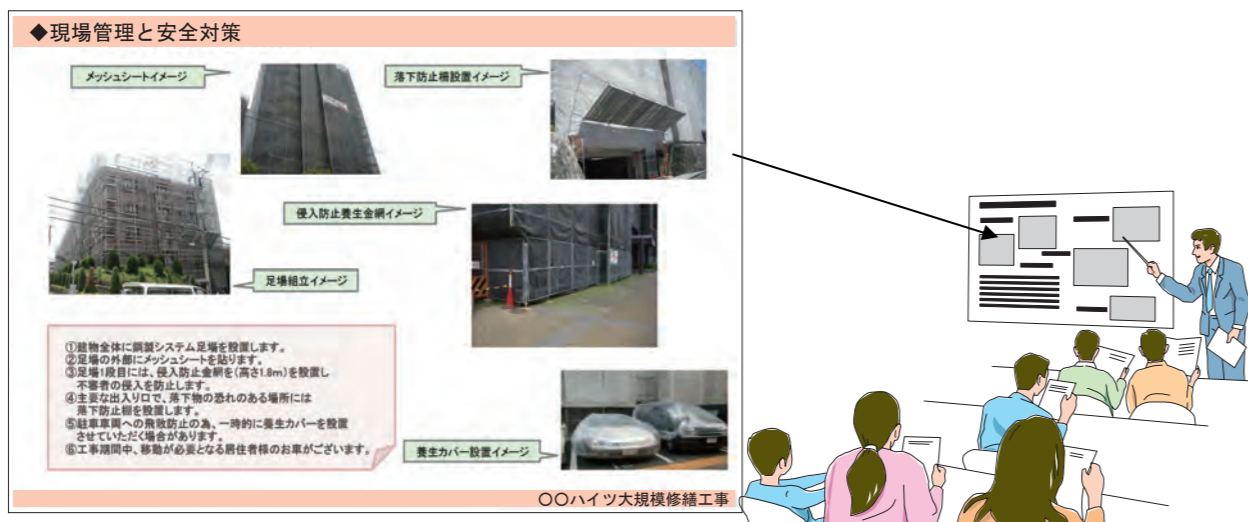 ◆現場管理と安全対策
メッシュシートイメージ
落下防止柵設置イメージ
侵入防止養生金網イメージ
足場組立イメージ
①建物全体に鋼製システム足場を設置します。
②足場の外部にメッシュシートを貼ります。
③足場1段目には、侵入防止金網を(高さ1.8m)を設置し
不審者の侵入を防止します。
④主要な出入り口で、落下物の恐れのある場所には
落下防止棚を設置します。
⑤駐車車両への飛散防止の為、一時的に養生カバーを設置
させていただく場合があります。
⑥工事期間中、移動が必要となる居住者様のお車がございます。
養生カバー設置イメージ
〇〇ハイツ大規模修繕工事